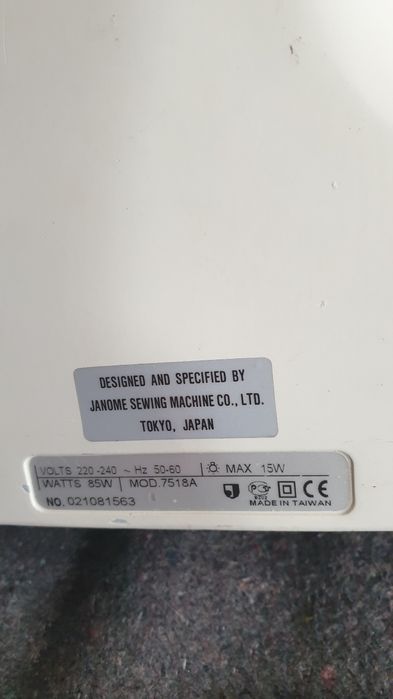 DESIGNED AND SPECIFIED BY
JANOME SEWING MACHINE CO., LTD.
TOKYO, JAPAN
VOLTS 220-240 ~ Hz 50-60 MAX 15W
WATTS 85W MOD.7518A
NO. 021081563
CE
MADE IN TAIWAN